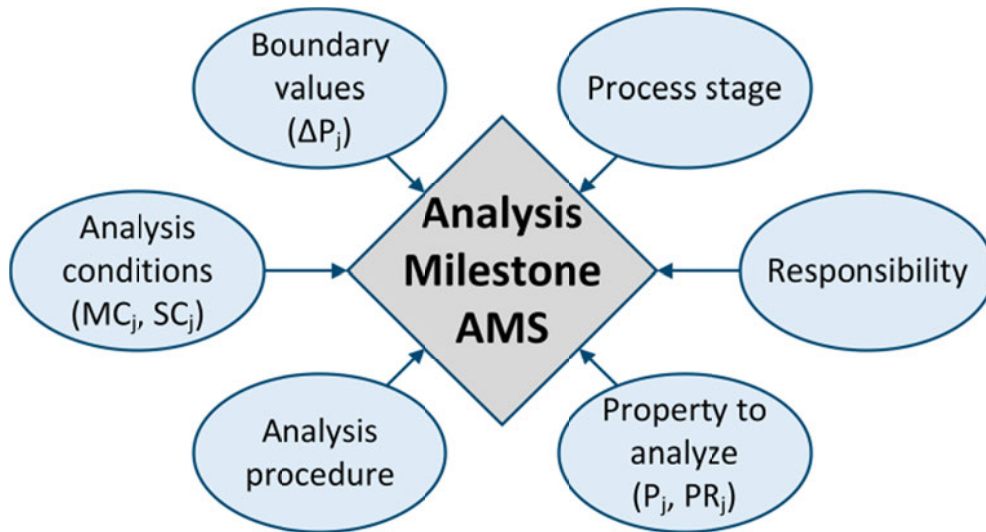 Boundary
values
(ΔPj)
Process stage
Analysis
conditions
(MCj, SCj)
Analysis
Milestone
AMS
Responsibility
Analysis
procedure
Property to
analyze
(Pj, PRj)